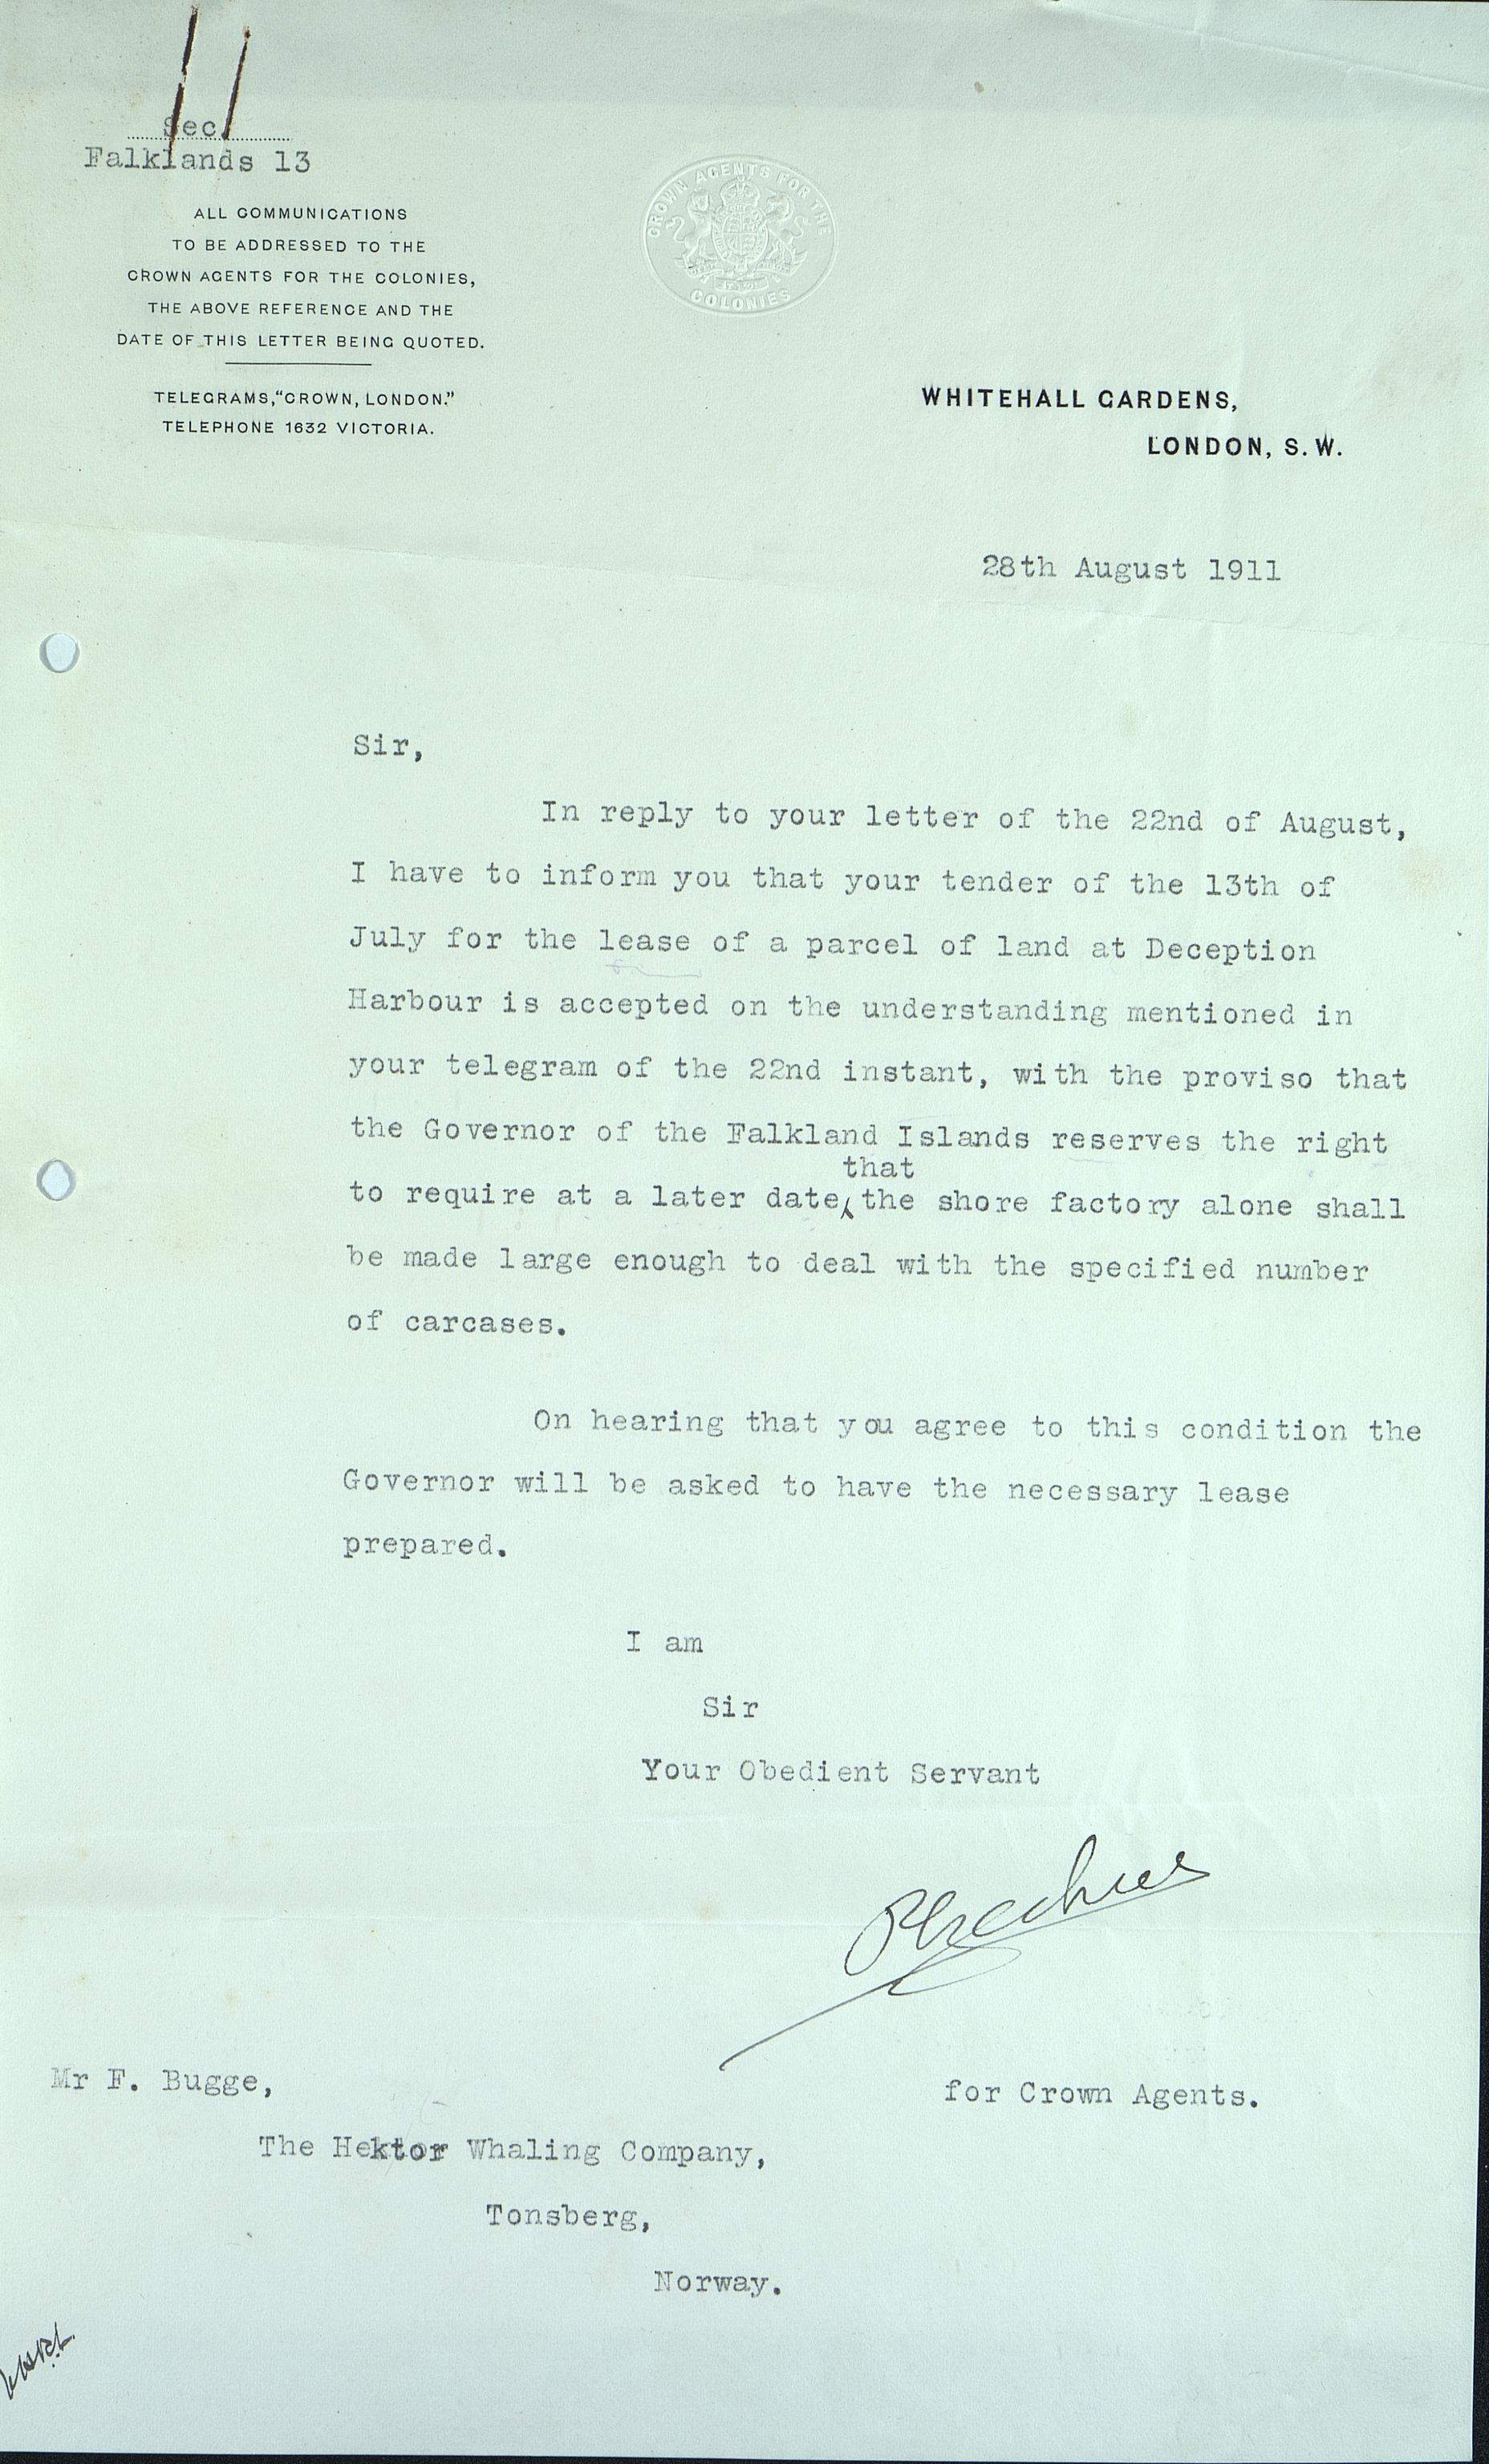 Sec.
Falklands 13
ALL COMMUNICATIONS
TO BE ADDRESSED TO THE
CROWN AGENTS FOR THE COLONIES,
THE ABOVE REFERENCE AND THE
DATE OF THIS LETTER BEING QUOTED.
TELEGRAMS, "CROWN, LONDON."
TELEPHONE 1632 VICTORIA.
CROWN AGENTS FOR THE
COLONIES
WHITEHALL GARDENS,
LONDON, S.W.
28th August 1911
Sir,
In reply to your letter of the 22nd of August,
I have to inform you that your tender of the 13th of
July for the lease of a parcel of land at Deception
Harbour is accepted on the understanding mentioned in
your telegram of the 22nd instant, with the proviso that
the Governor of the Falkland Islands reserves the right
that
to require at a later date the shore factory alone shall
be made large enough to deal with the specified number
of carcases.
On hearing that you agree to this condition the
Governor will be asked to have the necessary lease
prepared.
I am
Sir
Your Obedient Servant
for Crown Agents.
Mr F. Bugge,
The Hektor Whaling Company,
Tonsberg,
Norway.